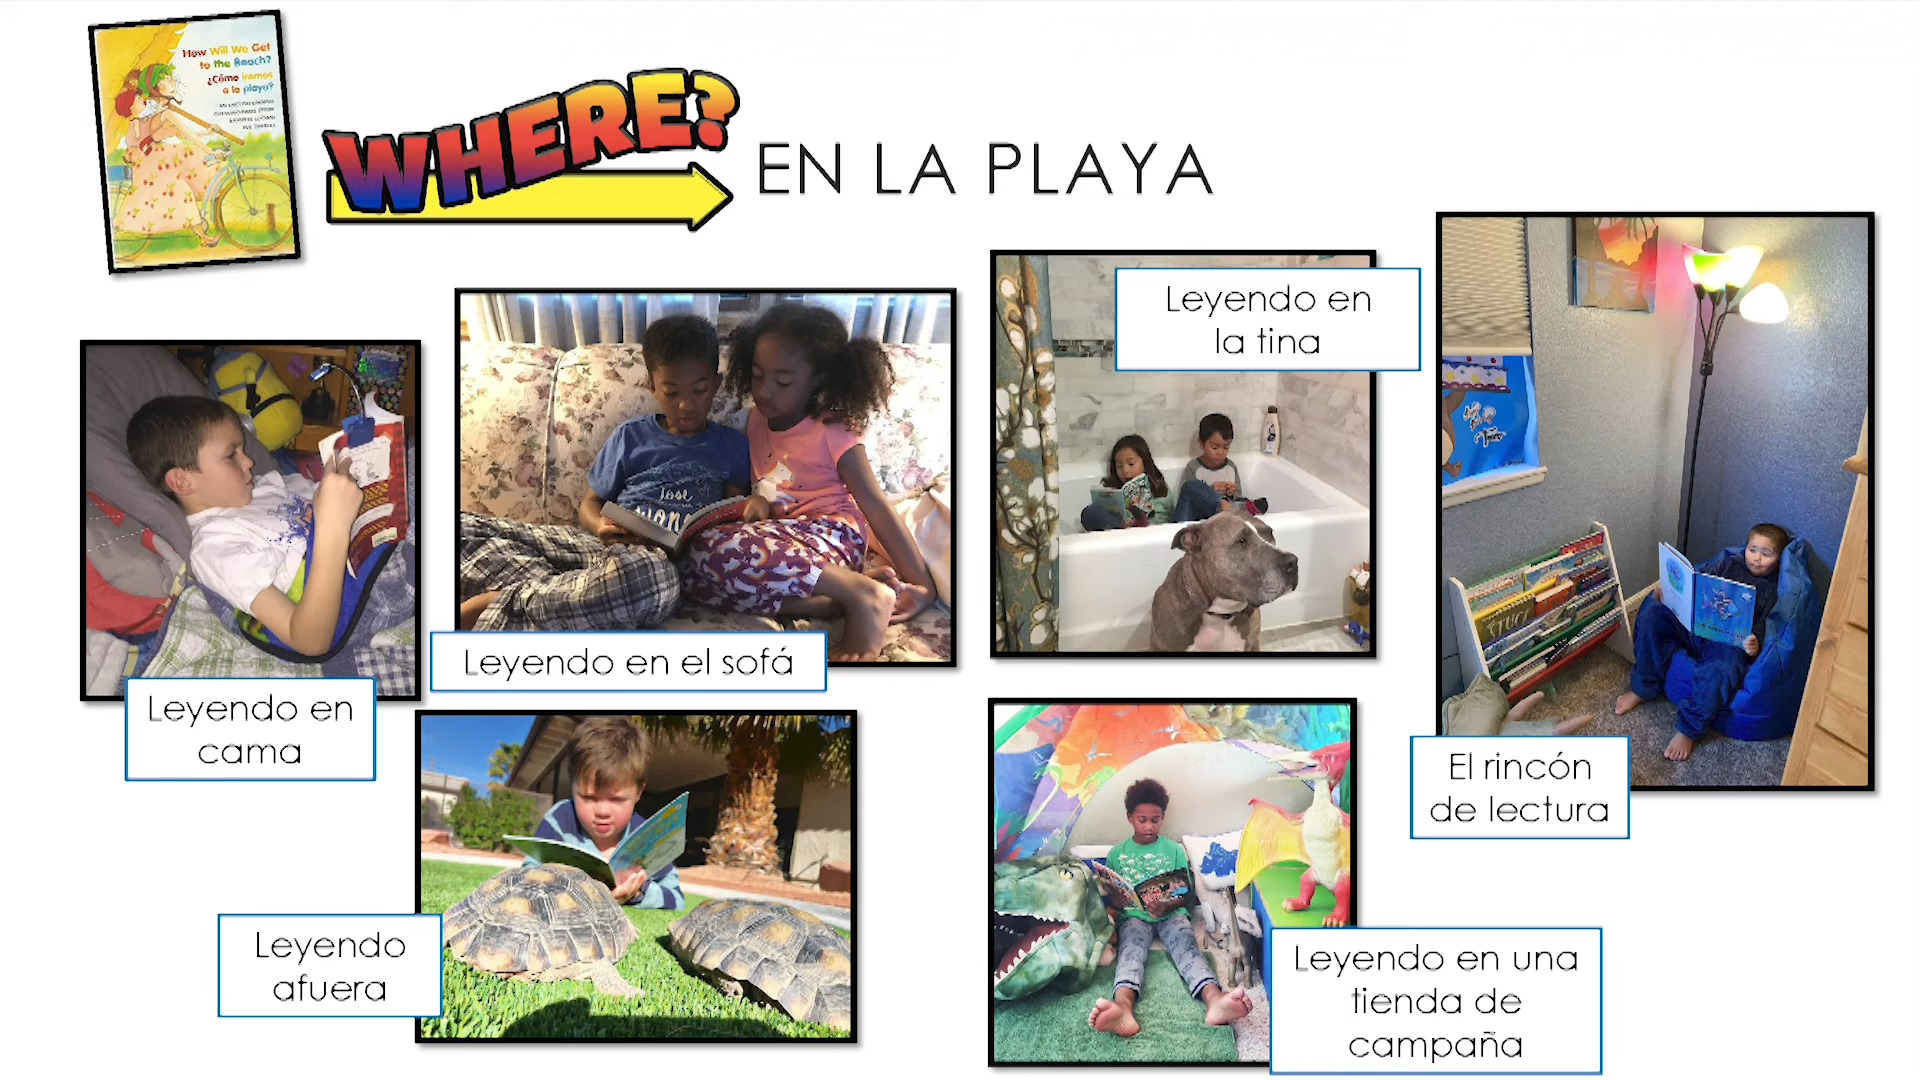 How Will We Get
to the Beach?
¿Cómo iremos
a la playa?
WHERE?
EN LA PLAYA
Leyendo en
la tina
Leyendo en el sofá
Leyendo en
cama
El rincón
de lectura
Leyendo
afuera
Leyendo en una
tienda de
campaña